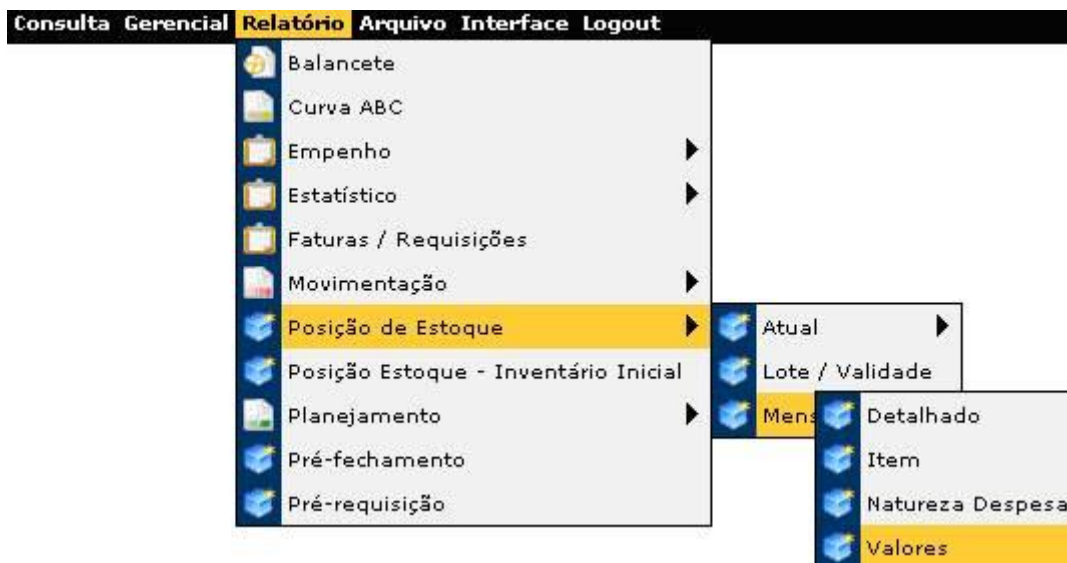 Consulta Gerencial Relatório Arquivo Interface Logout
Balancete
Curva ABC
Empenho
Estatístico
Faturas / Requisições
Movimentação
Posição de Estoque
Posição Estoque - Inventário Inicial
Planejamento
Pré-fechamento
Pré-requisição
Atual
Lote / Validade
Detalhado
Item
Natureza Despesa
Valores